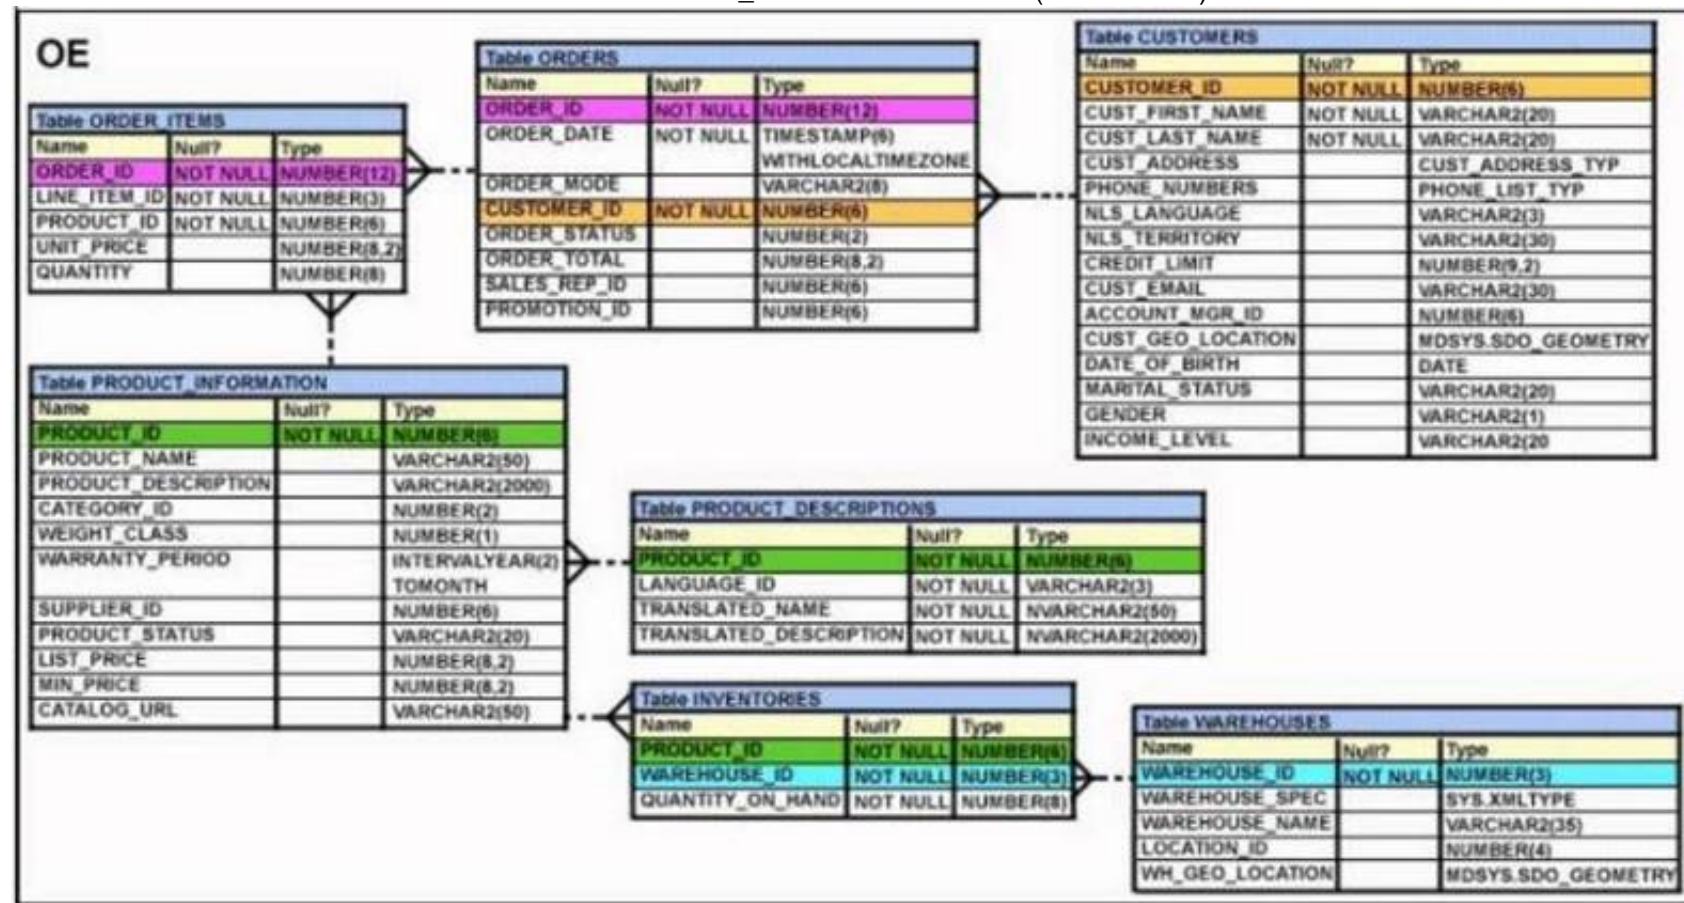 OE
Table ORDER_ITEMS
Name Null? Type
ORDER_ID NOT NULL NUMBER(12)
LINE_ITEM_ID NOT NULL NUMBER(3)
PRODUCT_ID NOT NULL NUMBER(6)
UNIT_PRICE NUMBER(8,2)
QUANTITY NUMBER(8)
Table ORDERS
Name Null? Type
ORDER_ID NOT NULL NUMBER(12)
ORDER_DATE NOT NULL TIMESTAMP(6)
WITHLOCALTIMEZONE
ORDER_MODE VARCHAR2(8)
CUSTOMER_ID NOT NULL NUMBER(6)
ORDER_STATUS NUMBER(2)
ORDER_TOTAL NUMBER(8,2)
SALES_REP_ID NUMBER(6)
PROMOTION_ID NUMBER(6)
Table CUSTOMERS
Name Null? Type
CUSTOMER_ID NOT NULL NUMBER(6)
CUST_FIRST_NAME NOT NULL VARCHAR2(20)
CUST_LAST_NAME NOT NULL VARCHAR2(20)
CUST_ADDRESS CUST_ADDRESS_TYP
PHONE_NUMBERS PHONE_LIST_TYP
NLS_LANGUAGE VARCHAR2(3)
NLS_TERRITORY VARCHAR2(30)
CREDIT_LIMIT NUMBER(9,2)
CUST_EMAIL VARCHAR2(30)
ACCOUNT_MGR_ID NUMBER(6)
CUST_GEO_LOCATION MDSYS.SDO_GEOMETRY
DATE_OF_BIRTH DATE
MARITAL_STATUS VARCHAR2(20)
GENDER VARCHAR2(1)
INCOME_LEVEL VARCHAR2(20
Table PRODUCT_INFORMATION
Name Null? Type
PRODUCT_ID NOT NULL NUMBER(6)
PRODUCT_NAME VARCHAR2(50)
PRODUCT_DESCRIPTION VARCHAR2(2000)
CATEGORY_ID NUMBER(2)
WEIGHT_CLASS NUMBER(1)
WARRANTY_PERIOD INTERVALYEAR(2)
TOMONTH
SUPPLIER_ID NUMBER(6)
PRODUCT_STATUS VARCHAR2(20)
LIST_PRICE NUMBER(8,2)
MIN_PRICE NUMBER(8,2)
CATALOG_URL VARCHAR2(50)
Table PRODUCT_DESCRIPTIONS
Name Null? Type
PRODUCT_ID NOT NULL NUMBER(6)
LANGUAGE_ID NOT NULL VARCHAR2(3)
TRANSLATED_NAME NOT NULL NVARCHAR2(50)
TRANSLATED_DESCRIPTION NOT NULL NVARCHAR2(2000)
Table INVENTORIES
Name Null? Type
PRODUCT_ID NOT NULL NUMBER(6)
WAREHOUSE_ID NOT NULL NUMBER(3)
QUANTITY_ON_HAND NOT NULL NUMBER(8)
Table WAREHOUSES
Name Null? Type
WAREHOUSE_ID NOT NULL NUMBER(3)
WAREHOUSE_SPEC SYS.XMLTYPE
WAREHOUSE_NAME VARCHAR2(35)
LOCATION_ID NUMBER(4)
WH_GEO_LOCATION MDSYS.SDO_GEOMETRY